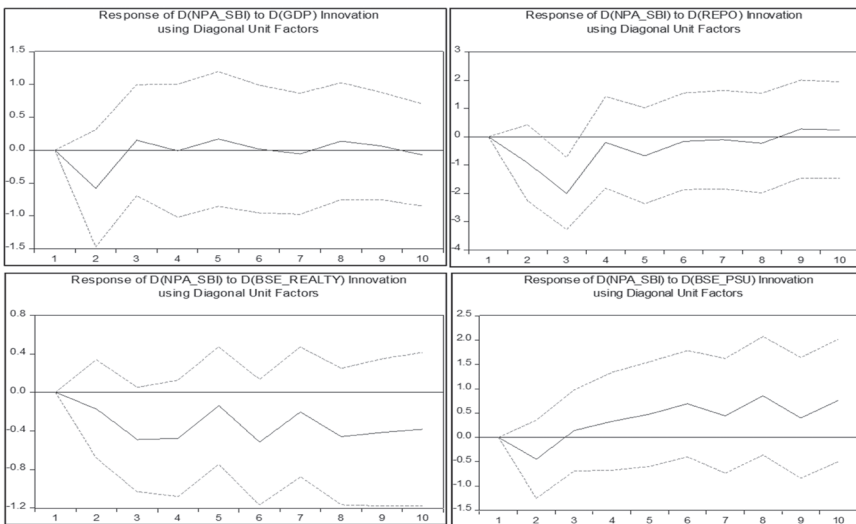 Response of D(NPA_SBI) to D(GDP) Innovation
using Diagonal Unit Factors
1.5
1.0
0.5
0.0
-0.5
-1.0
-1.5
1 2 3 4 5 6 7 8 9 10
Response of D(NPA_SBI) to D(REPO) Innovation
using Diagonal Unit Factors
3
2
1
0
-1
-2
-3
-4
1 2 3 4 5 6 7 8 9 10
Response of D(NPA_SBI) to D(BSE_REALTY) Innovation
using Diagonal Unit Factors
0.8
0.4
0.0
-0.4
-0.8
-1.2
1 2 3 4 5 6 7 8 9 10
Response of D(NPA_SBI) to D(BSE_PSU) Innovation
using Diagonal Unit Factors
2.5
2.0
1.5
1.0
0.5
0.0
-0.5
-1.0
-1.5
1 2 3 4 5 6 7 8 9 10